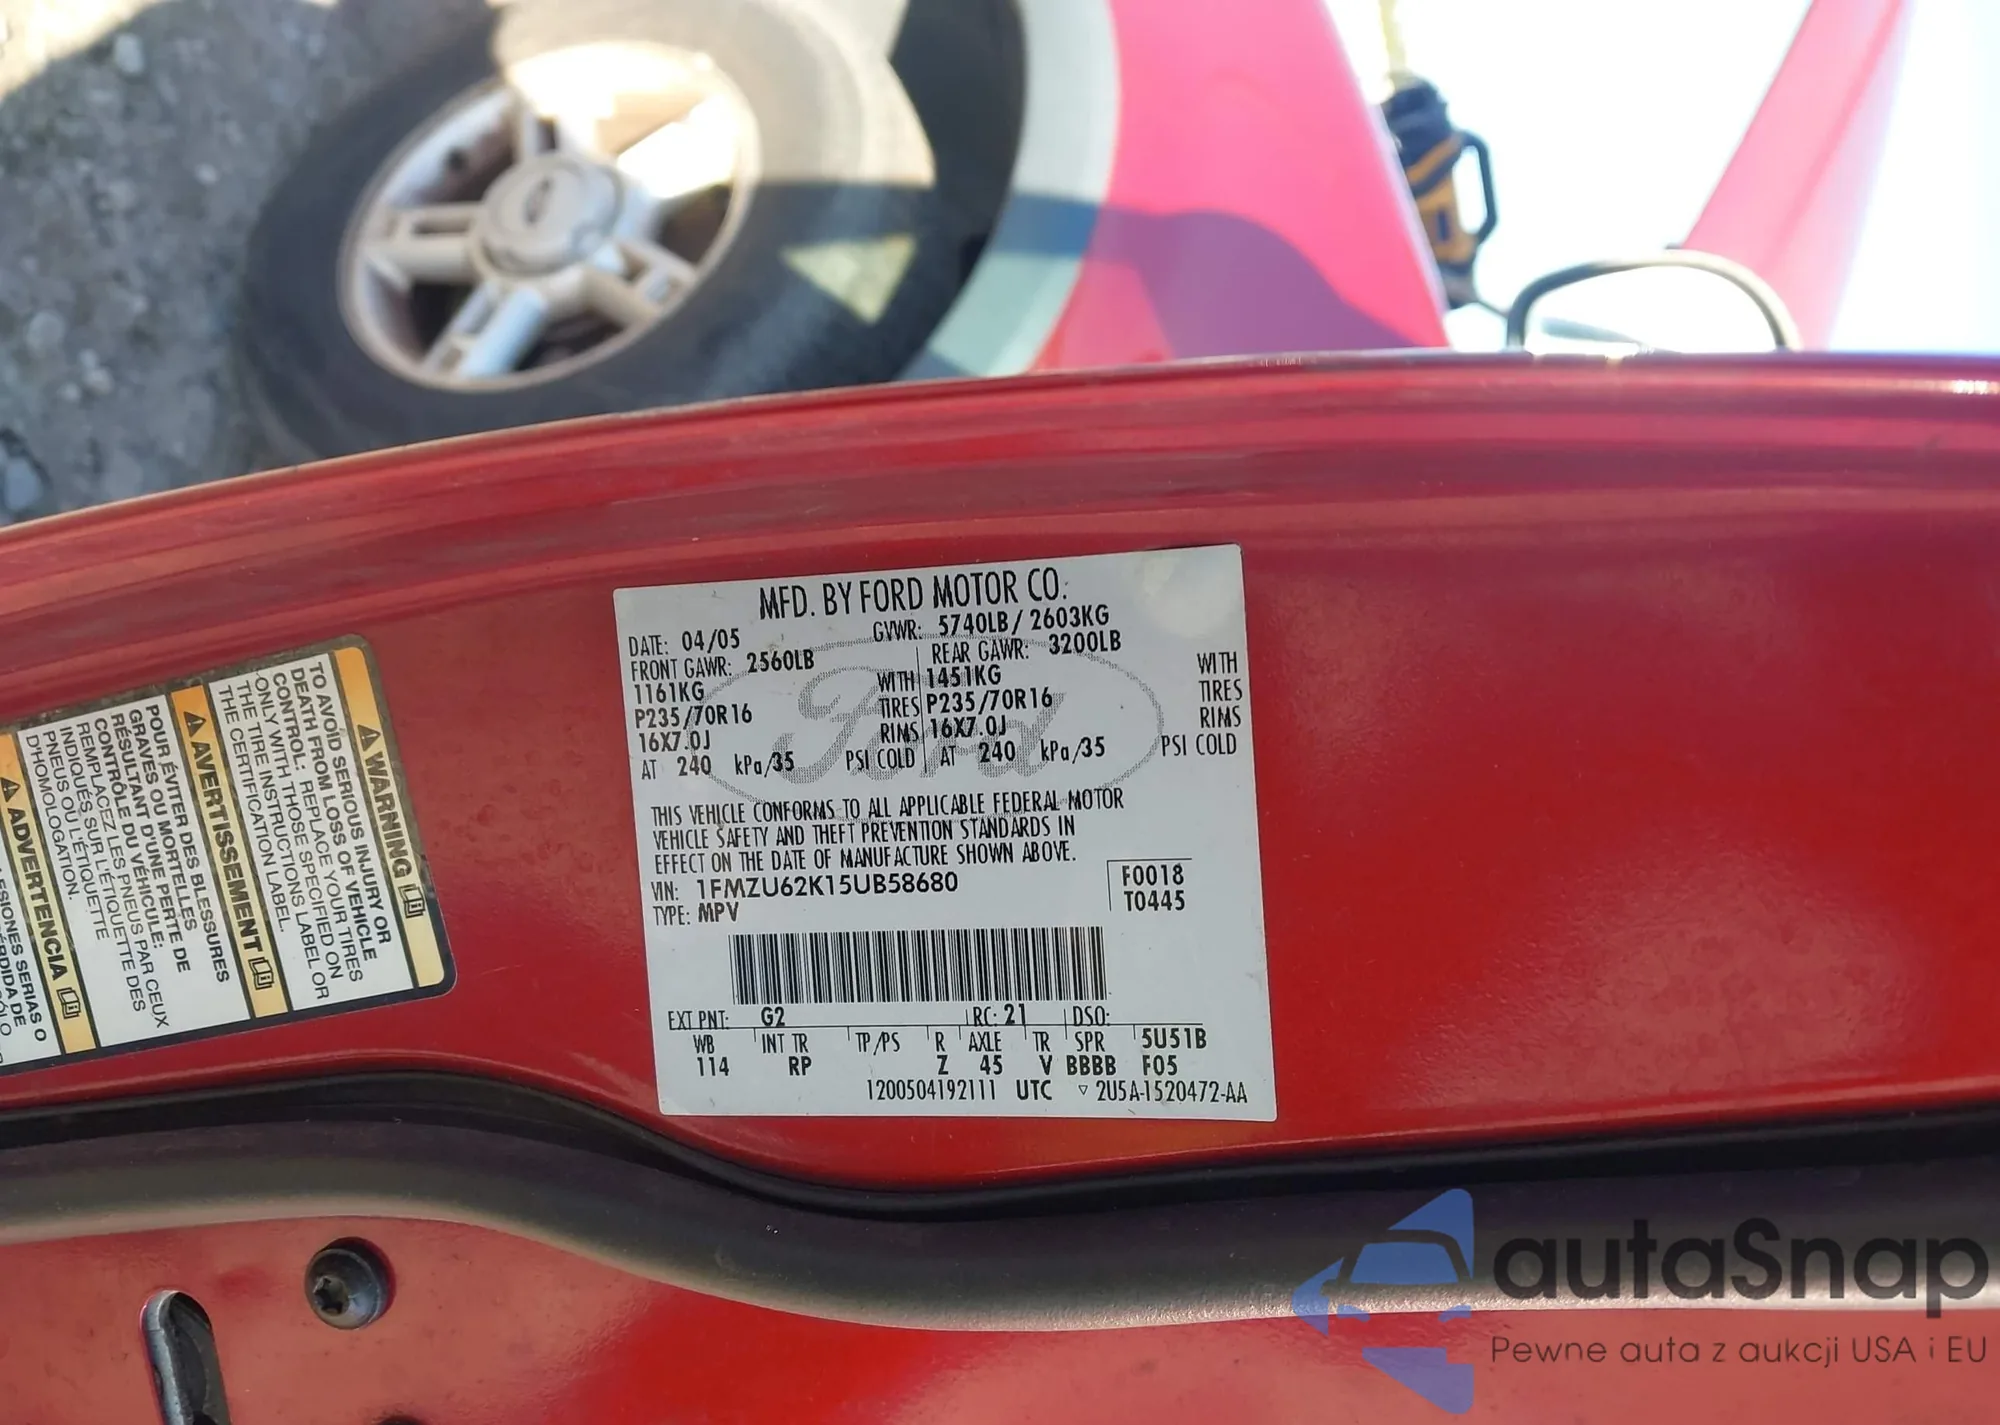 MFD. BY FORD MOTOR CO.
DATE: 04/05 GVWR: 5740LB / 2603KG
FRONT GAWR: 2560LB REAR GAWR: 3200LB
1161KG WITH 1451KG WITH
P235/70R16 TIRES P235/70R16 TIRES
16X7.0J RIMS 16X7.0J RIMS
AT 240 kPa/35 PSI COLD AT 240 kPa/35 PSI COLD
Ford
THIS VEHICLE CONFORMS TO ALL APPLICABLE FEDERAL MOTOR
VEHICLE SAFETY AND THEFT PREVENTION STANDARDS IN
EFFECT ON THE DATE OF MANUFACTURE SHOWN ABOVE.
VIN: 1FMZU62K15UB58680 F0018
TYPE: MPV T0445
EXT PNT: G2 RC: 21 DSO:
WB INT TR TP/PS R AXLE TR SPR 5U51B
114 RP Z 45 V BBBB F05
1200504192111 UTC ▽ 2U5A-1520472-AA
WARNING
TO AVOID SERIOUS INJURY OR
DEATH FROM LOSS OF VEHICLE
CONTROL: REPLACE YOUR TIRES
ONLY WITH THOSE SPECIFIED ON
THE TIRE INSTRUCTIONS LABEL OR
THE CERTIFICATION LABEL.
AVERTISSEMENT
POUR ÉVITER DES BLESSURES
GRAVES OU MORTELLES
RÉSULTANT D'UNE PERTE DE
CONTRÔLE DU VÉHICULE:
REMPLACEZ LES PNEUS PAR CEUX
INDIQUÉS SUR L'ÉTIQUETTE DES
PNEUS OU L'ÉTIQUETTE
D'HOMOLOGATION.
ADVERTENCIA
SERIAS O
DE
autaSnap
Pewne auta z aukcji USA i EU